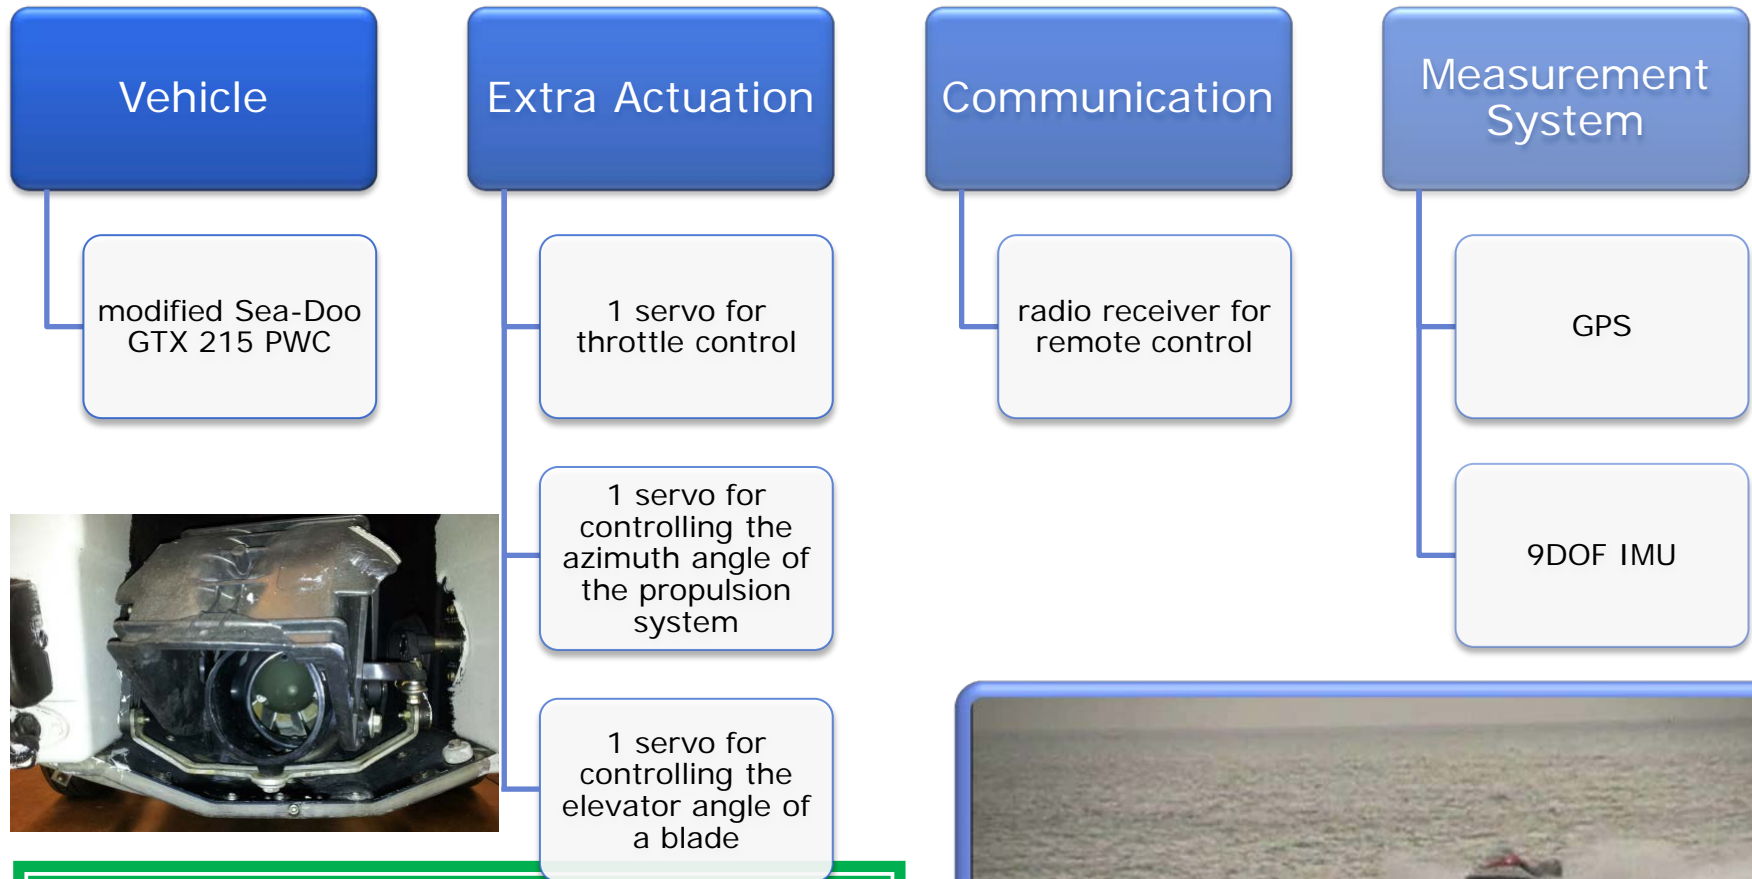 Vehicle
modified Sea-Doo
GTX 215 PWC
Extra Actuation
1 servo for
throttle control
1 servo for
controlling the
azimuth angle of
the propulsion
system
1 servo for
controlling the
elevator angle of
a blade
Communication
radio receiver for
remote control
Measurement
System
GPS
9DOF IMU